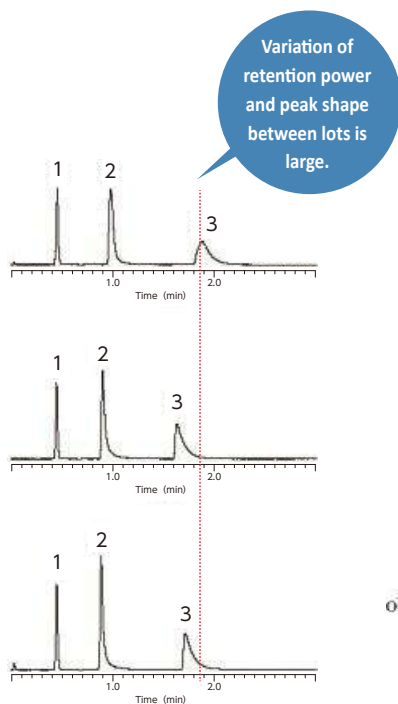 Variation of
retention power
and peak shape
between lots is
large.
1
2
3
1.0
2.0
Time (min)
1
2
3
1.0
2.0
Time (min)
1
2
3
1.0
2.0
Time (min)